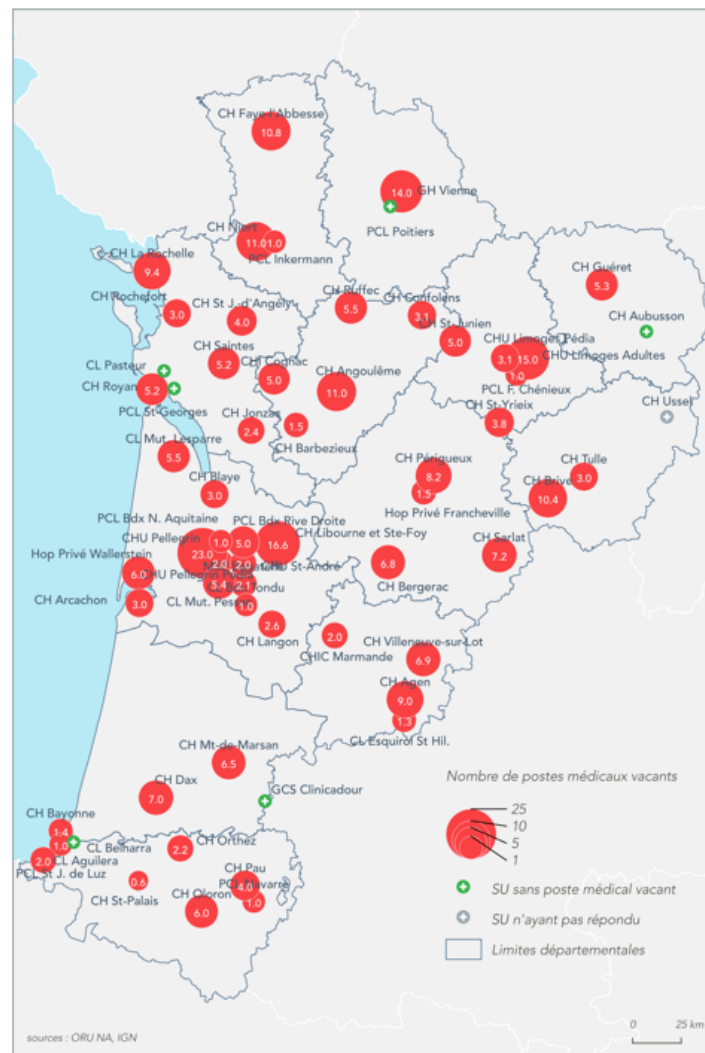 CH Faye l'Abbesse
10.8
14.0
GH Vienne
PCL Poitiers
CH Niort
11.0
1.0
PCL Inkermann
CH La Rochelle
9.4
CH Guéret
5.3
CH Rochefort
3.0
CH St J.-d'Angély
4.0
CH Ruffec
5.5
CH Confolens
3.1
CH St-Junien
5.0
CH Aubusson
CHU Limoges Pédia
3.1
15.0
CHU Limoges Adultes
1.0
PCL F. Chénieux
CH Saintes
5.2
CHI Cognac
5.0
CH Angoulême
11.0
CL Pasteur
CH Royan
5.2
PCL St-Georges
CH Ussel
CH St-Yrieix
3.8
CH Jonzac
2.4
1.5
CH Barbezieux
CL Mut. Lesparre
5.5
CH Périgueux
8.2
1.5
Hop Privé Francheville
CH Tulle
3.0
CH Brive
10.4
CH Blaye
3.0
PCL Bdx N. Aquitaine
PCL Bdx Rive Droite
1.0
5.0
16.6
CH Libourne et Ste-Foy
CHU Pellegrin
23.0
2.0
2.0
CHU St-André
Hop Privé Wallerstein
6.0
CHU Pellegrin Pédia
5.4
2.1
CH Sarlat
7.2
6.8
CH Bergerac
CH Arcachon
3.0
CL Mut. Pessac
1.0
2.6
CH Langon
2.0
CHIC Marmande
CH Villeneuve-sur-Lot
6.9
CH Agen
9.0
1.3
CL Esquirol St Hil.
CH Mt-de-Marsan
6.5
CH Dax
7.0
GCS Clinicadour
CH Bayonne
1.4
1.0
CL Belharra
CL Aguilera
2.0
PCL St J. de Luz
2.2
CH Orthez
0.6
CH St-Palais
CH Pau
4.0
PCL Navarre
1.0
CH Oloron
6.0
Nombre de postes médicaux vacants
25
10
5
1
SU sans poste médical vacant
SU n'ayant pas répondu
Limites départementales
0 25 km
sources : ORU NA, IGN